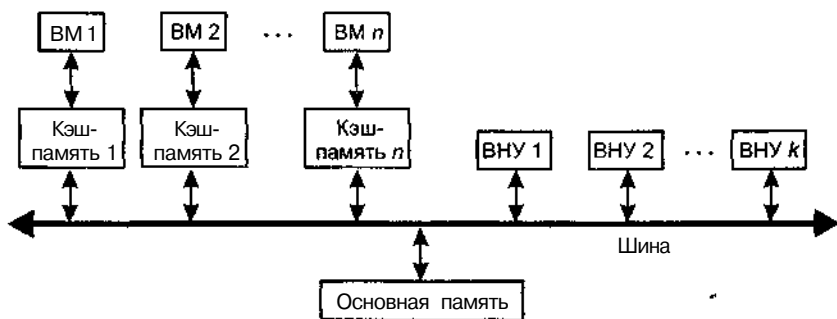 ВМ 1 ВМ 2 ... ВМ n
Кэш-
память 1
Кэш-
память 2
Кэш-
память n
ВНУ 1 ВНУ 2 ... ВНУ k
Шина
Основная память